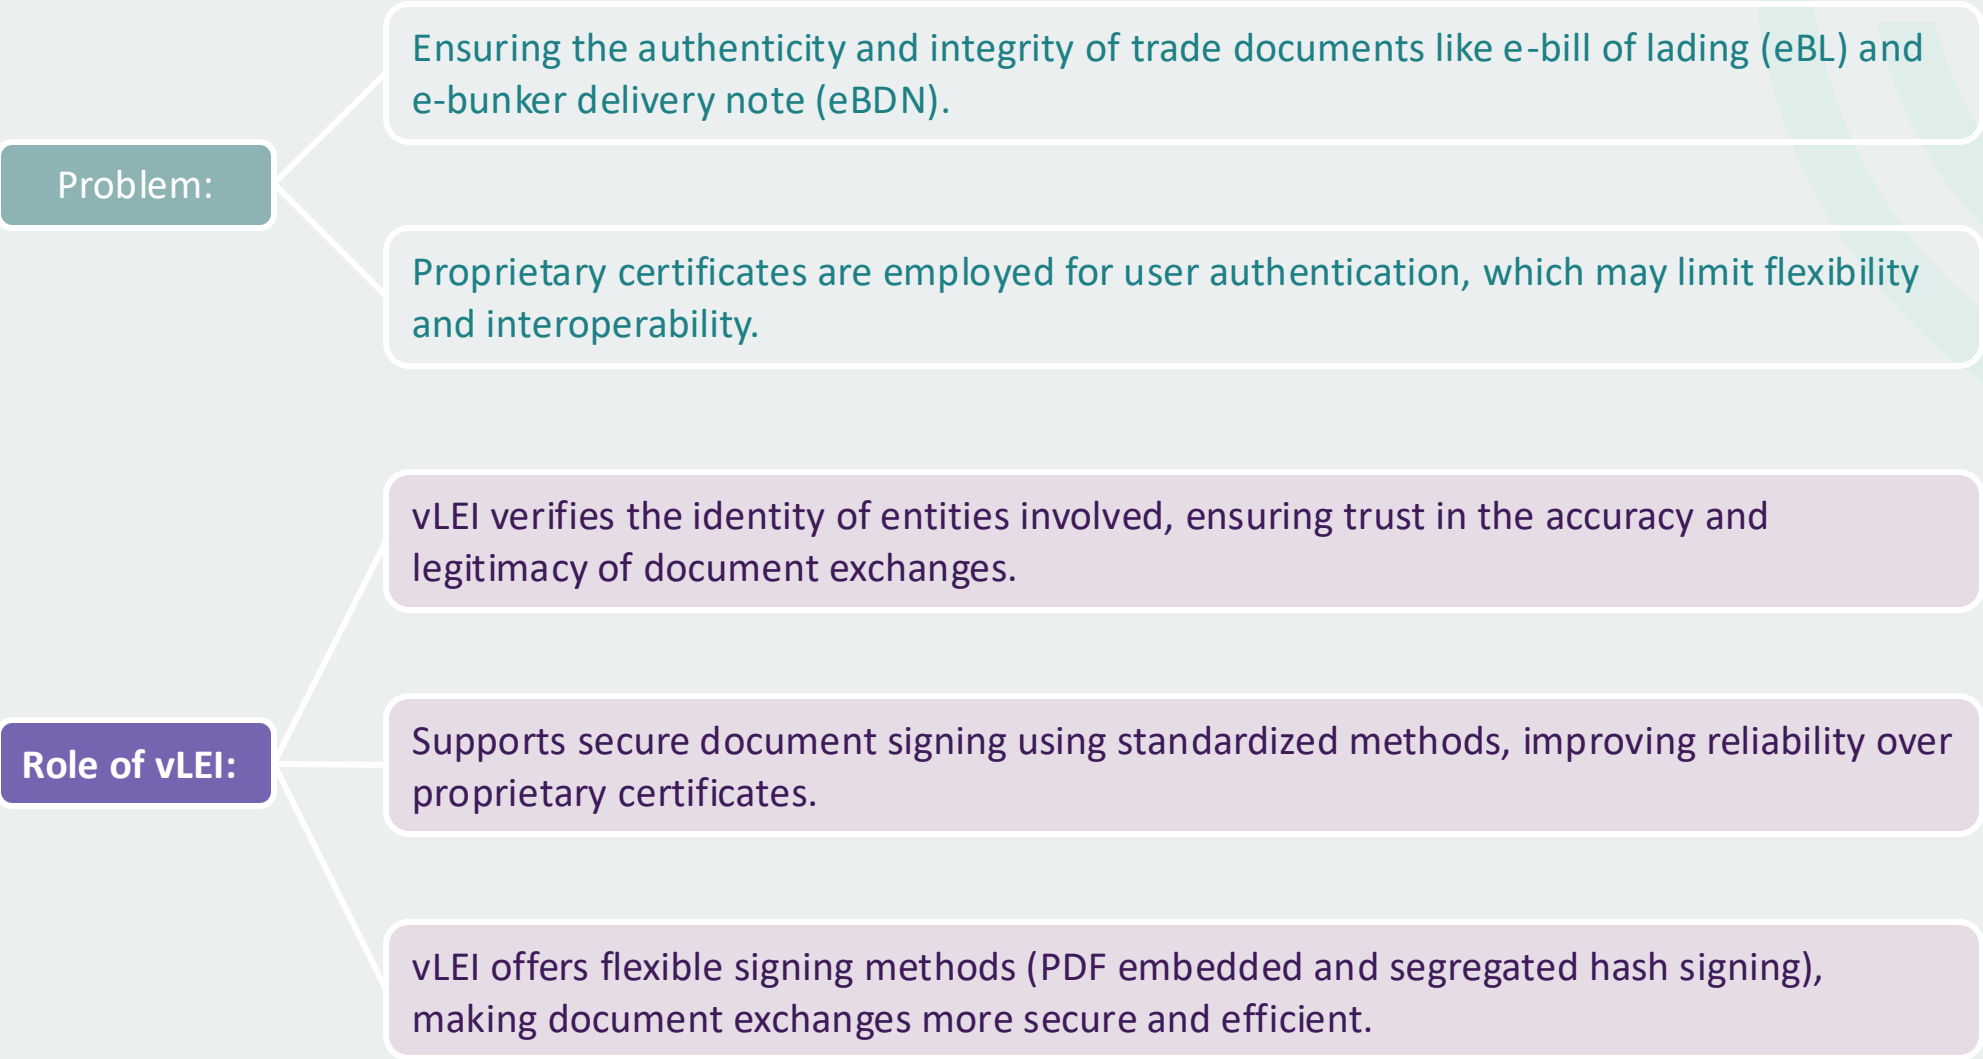 Problem:
Ensuring the authenticity and integrity of trade documents like e-bill of lading (eBL) and
e-bunker delivery note (eBDN).
Proprietary certificates are employed for user authentication, which may limit flexibility
and interoperability.
Role of vLEI:
vLEI verifies the identity of entities involved, ensuring trust in the accuracy and
legitimacy of document exchanges.
Supports secure document signing using standardized methods, improving reliability over
proprietary certificates.
vLEI offers flexible signing methods (PDF embedded and segregated hash signing),
making document exchanges more secure and efficient.